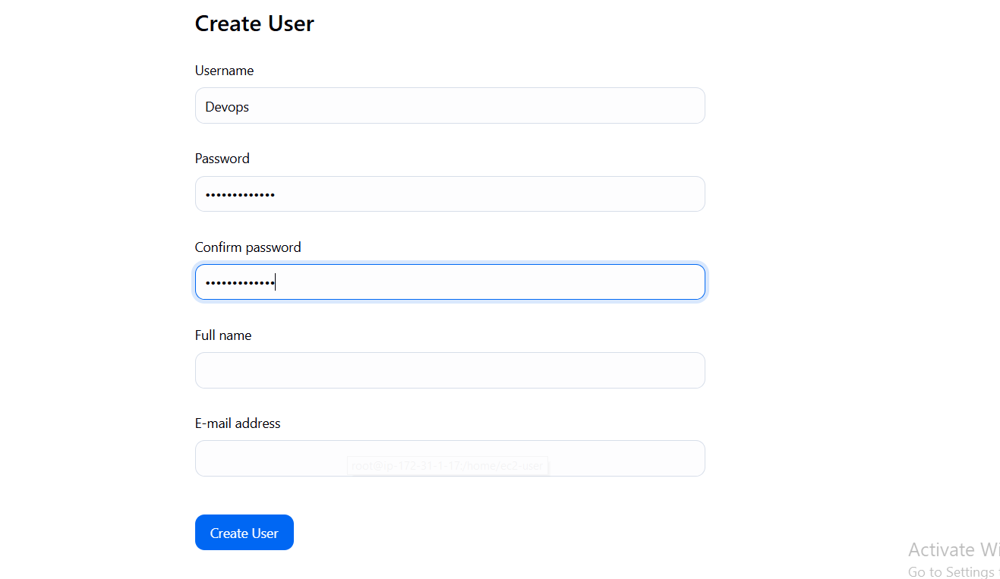 Create User
Username
Devops
Password
•••••••••••••
Confirm password
•••••••••••••
Full name
E-mail address
root@ip-172-31-1-17:/home/ec2-user
Create User
Activate Wi
Go to Settings